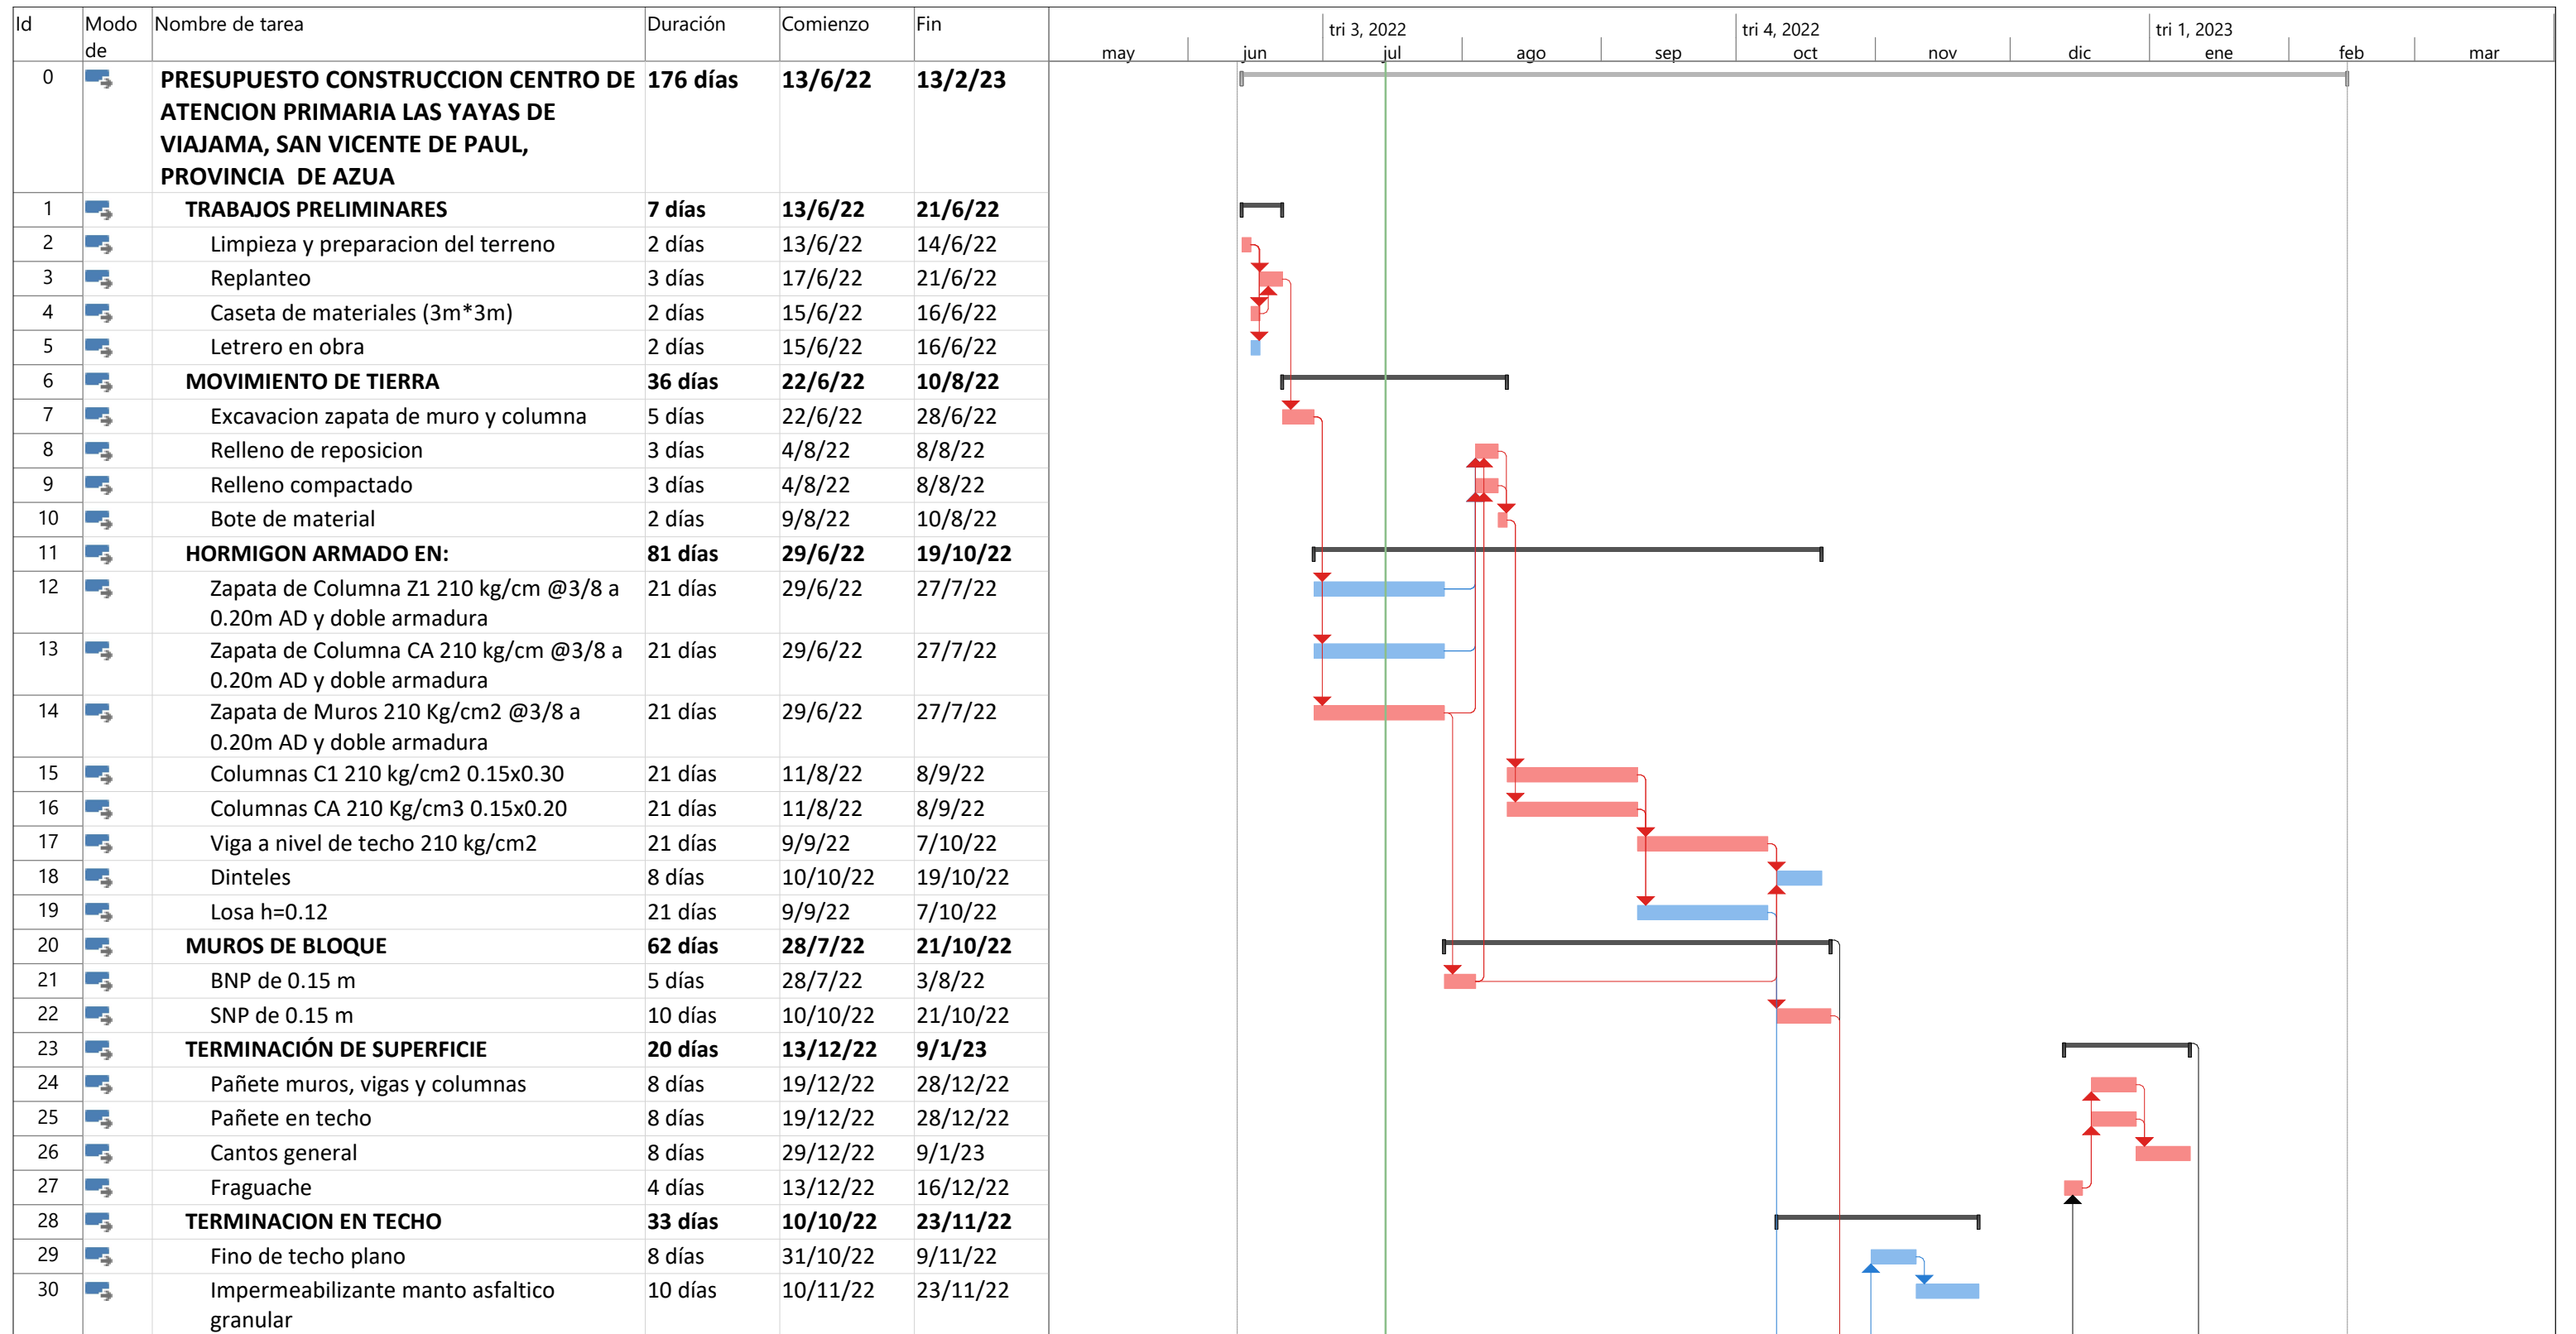 Id Modo de Nombre de tarea Duración Comienzo Fin
tri 3, 2022 tri 4, 2022 tri 1, 2023
may jun jul ago sep oct nov dic ene feb mar
0 PRESUPUESTO CONSTRUCCION CENTRO DE 176 días 13/6/22 13/2/23
ATENCION PRIMARIA LAS YAYAS DE
VIAJAMA, SAN VICENTE DE PAUL,
PROVINCIA DE AZUA
1 TRABAJOS PRELIMINARES 7 días 13/6/22 21/6/22
2 Limpieza y preparacion del terreno 2 días 13/6/22 14/6/22
3 Replanteo 3 días 17/6/22 21/6/22
4 Caseta de materiales (3m*3m) 2 días 15/6/22 16/6/22
5 Letrero en obra 2 días 15/6/22 16/6/22
6 MOVIMIENTO DE TIERRA 36 días 22/6/22 10/8/22
7 Excavacion zapata de muro y columna 5 días 22/6/22 28/6/22
8 Relleno de reposicion 3 días 4/8/22 8/8/22
9 Relleno compactado 3 días 4/8/22 8/8/22
10 Bote de material 2 días 9/8/22 10/8/22
11 HORMIGON ARMADO EN: 81 días 29/6/22 19/10/22
12 Zapata de Columna Z1 210 kg/cm @3/8 a 21 días 29/6/22 27/7/22
0.20m AD y doble armadura
13 Zapata de Columna CA 210 kg/cm @3/8 a 21 días 29/6/22 27/7/22
0.20m AD y doble armadura
14 Zapata de Muros 210 Kg/cm2 @3/8 a 21 días 29/6/22 27/7/22
0.20m AD y doble armadura
15 Columnas C1 210 kg/cm2 0.15x0.30 21 días 11/8/22 8/9/22
16 Columnas CA 210 Kg/cm3 0.15x0.20 21 días 11/8/22 8/9/22
17 Viga a nivel de techo 210 kg/cm2 21 días 9/9/22 7/10/22
18 Dinteles 8 días 10/10/22 19/10/22
19 Losa h=0.12 21 días 9/9/22 7/10/22
20 MUROS DE BLOQUE 62 días 28/7/22 21/10/22
21 BNP de 0.15 m 5 días 28/7/22 3/8/22
22 SNP de 0.15 m 10 días 10/10/22 21/10/22
23 TERMINACIÓN DE SUPERFICIE 20 días 13/12/22 9/1/23
24 Pañete muros, vigas y columnas 8 días 19/12/22 28/12/22
25 Pañete en techo 8 días 19/12/22 28/12/22
26 Cantos general 8 días 29/12/22 9/1/23
27 Fraguache 4 días 13/12/22 16/12/22
28 TERMINACION EN TECHO 33 días 10/10/22 23/11/22
29 Fino de techo plano 8 días 31/10/22 9/11/22
30 Impermeabilizante manto asfaltico 10 días 10/11/22 23/11/22
granular